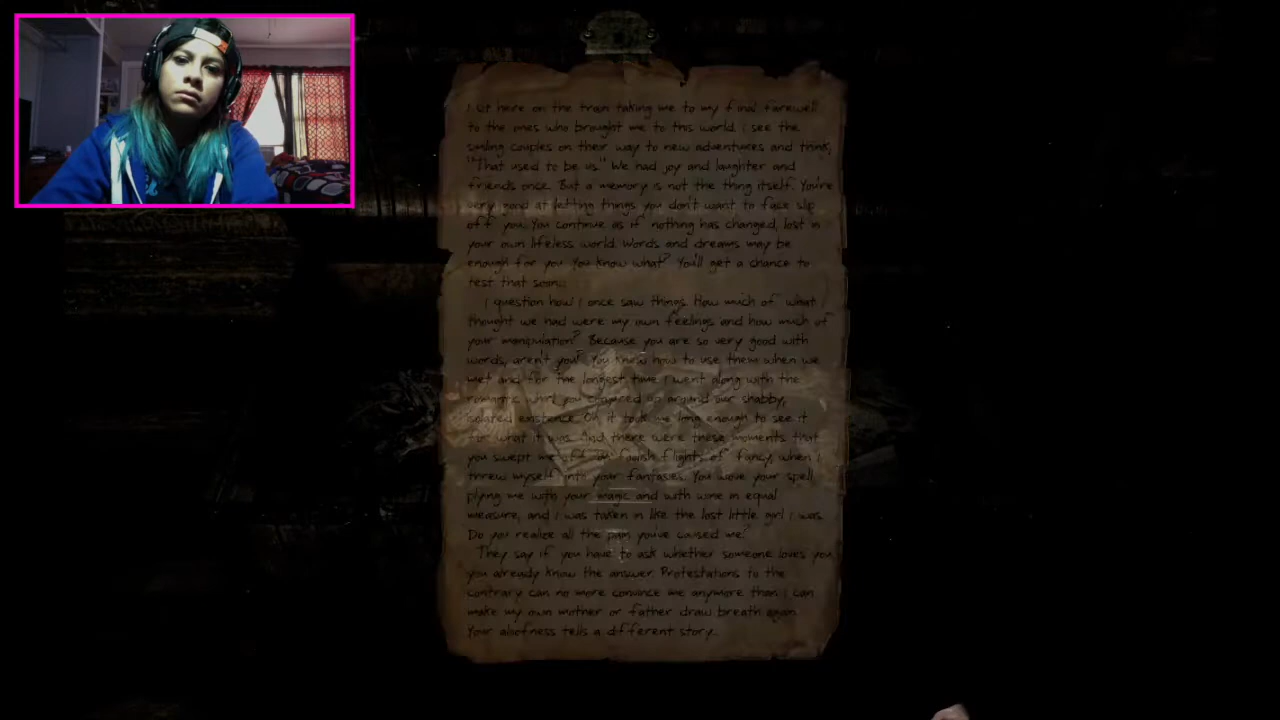 I sit here on the train taking me to my final farewell
to the ones who brought me to this world. I see the
smiling couples on their way to new adventures and think,
"That used to be us." We had joy and laughter and
friends once. But a memory is not the thing itself. You're
very good at letting things you don't want to face slip
off you. You continue as if nothing has changed, lost in
your own lifeless world. Words and dreams may be
enough for you. You know what? You'll get a chance to
test that soon...
I question how I once saw things. How much of what I
thought we had were my own feelings and how much of
your manipulation? Because you are so very good with
words, aren't you? You knew how to use them when we
met and for the longest time I went along with the
romantic whirl you conjured up around our shabby,
isolated existence. Oh it took me long enough to see it
for what it was. And there were these moments that
you swept me off on foolish flights of fancy, when I
threw myself into your fantasies. You wove your spell,
plying me with your magic and with wine in equal
measure, and I was taken in like the lost little girl I was.
Do you realize all the pain you've caused me?
They say if you have to ask whether someone loves you
you already know the answer. Protestations to the
contrary can no more convince me anymore than I can
make my own mother or father draw breath again.
Your aloofness tells a different story.